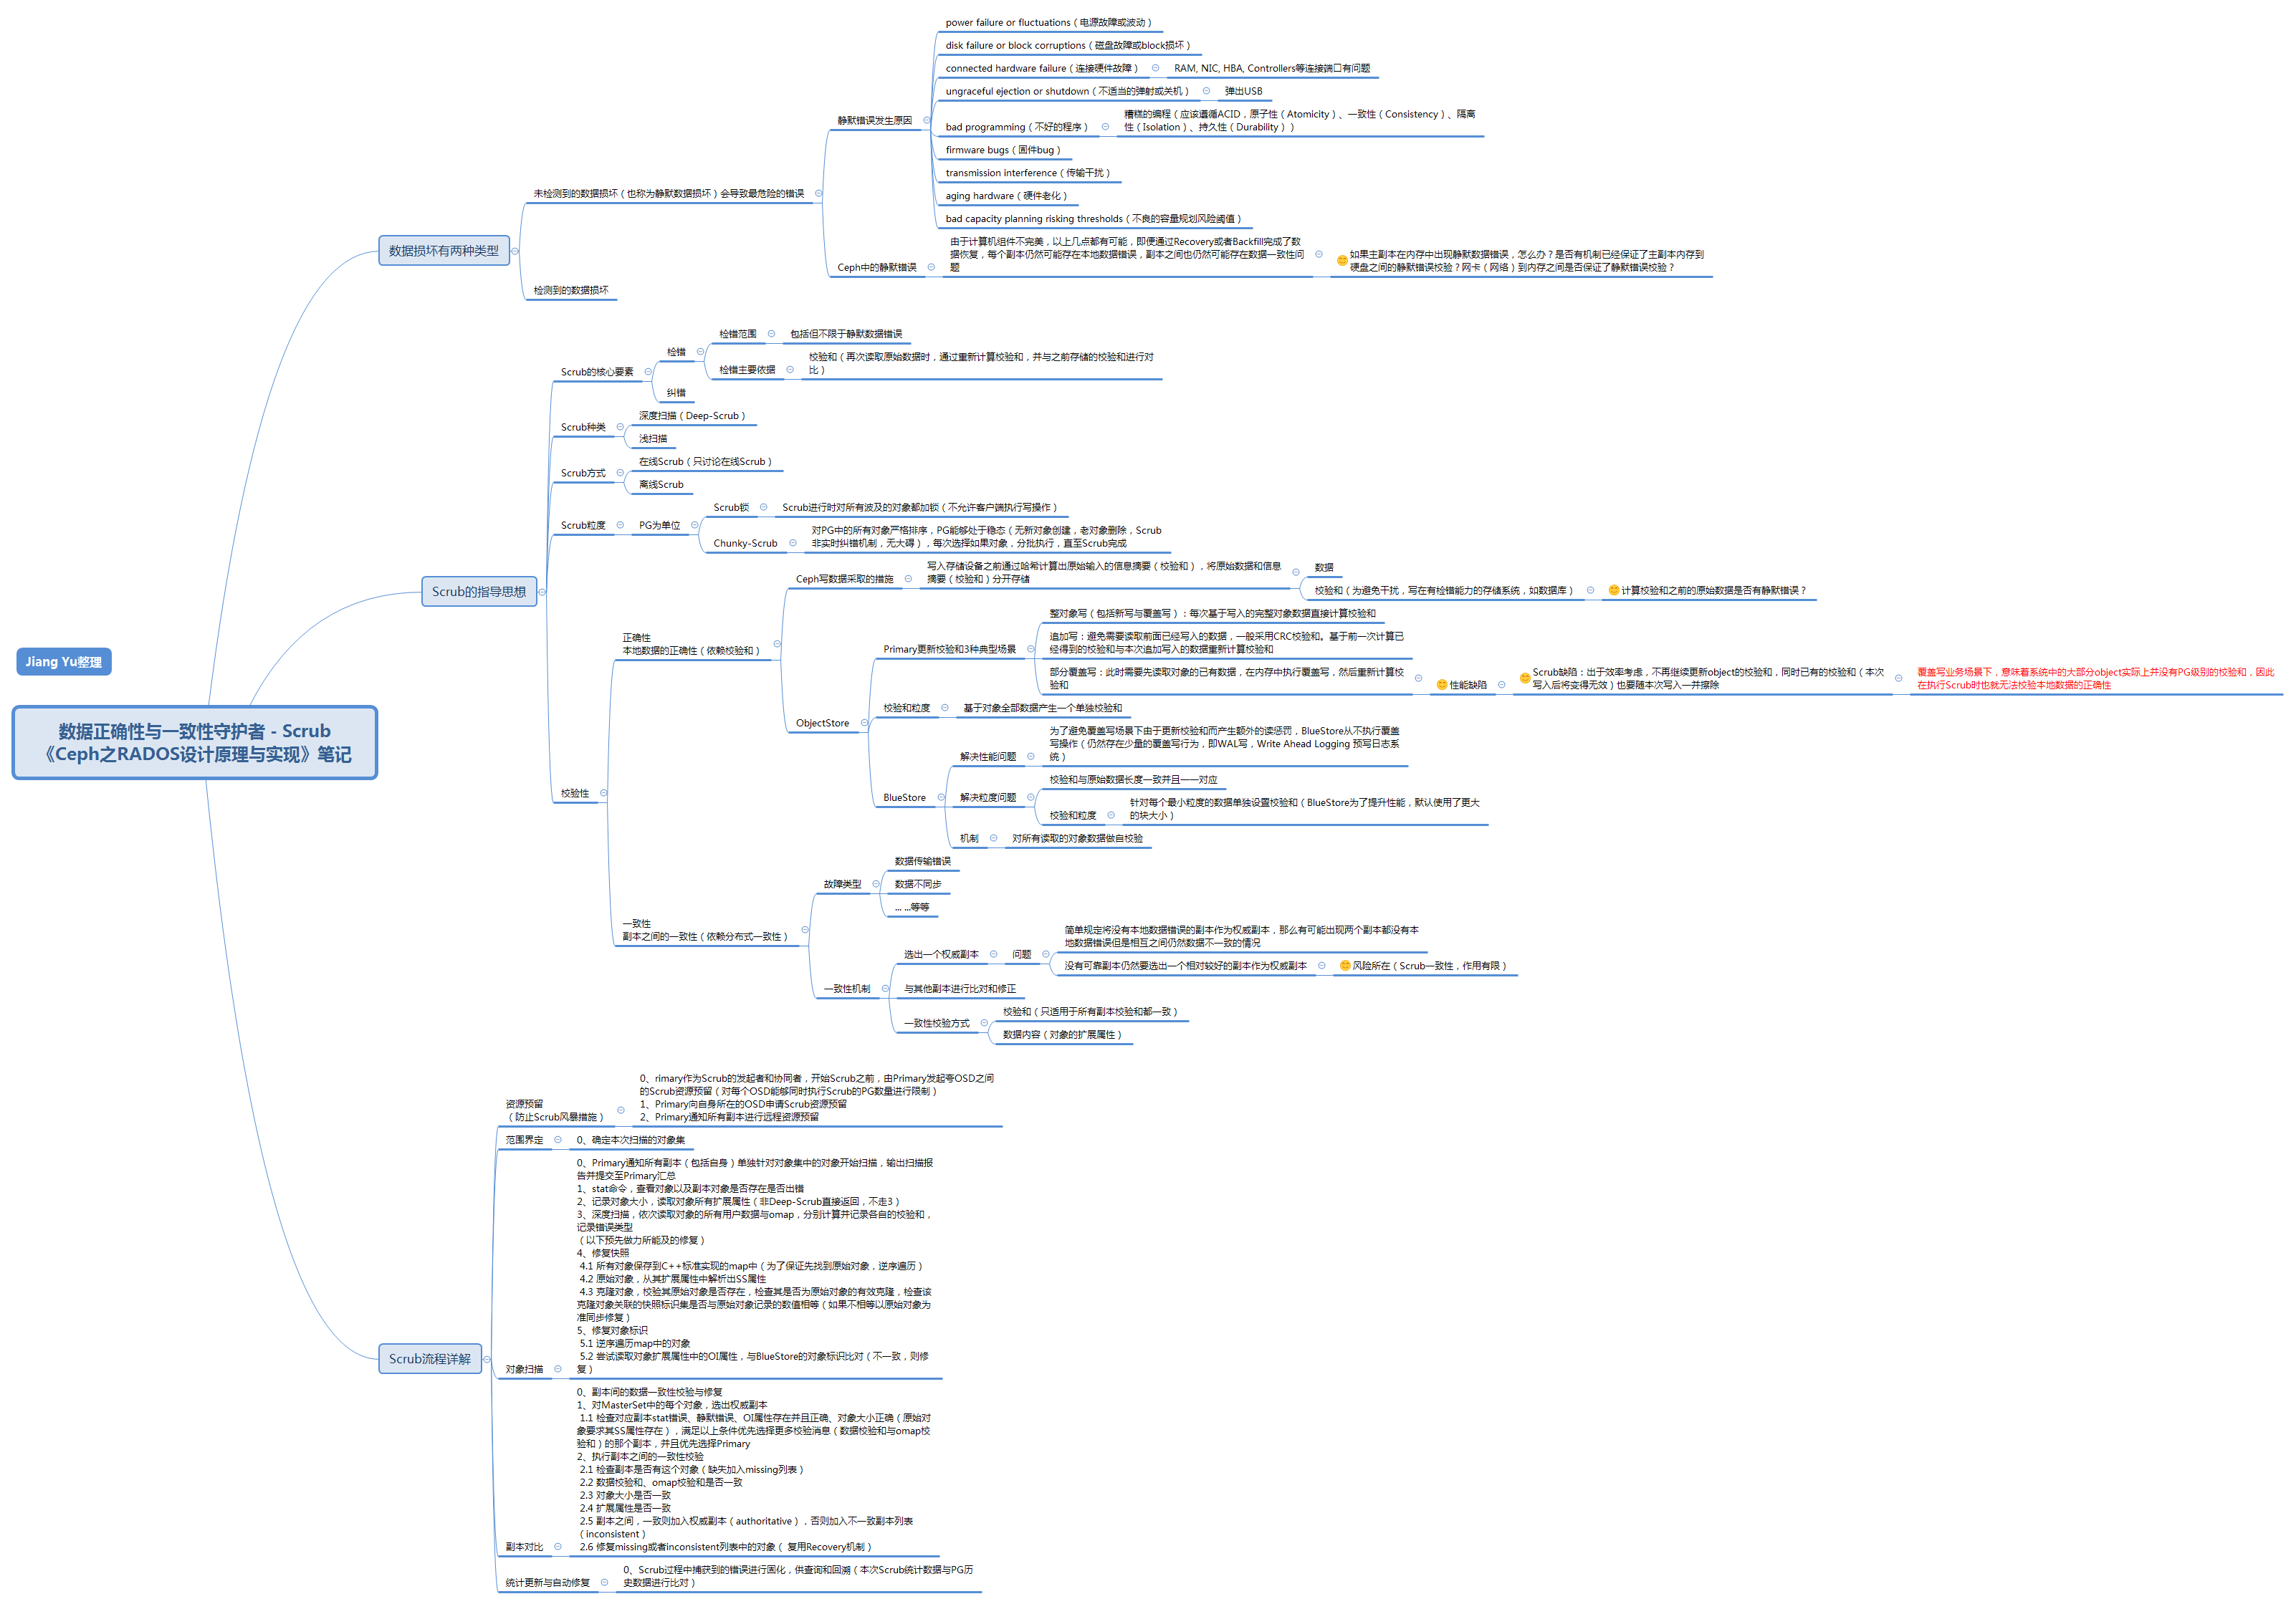 Jiang Yu整理
数据正确性与一致性守护者 - Scrub
《Ceph之RADOS设计原理与实现》笔记
数据损坏有两种类型
未检测到的数据损坏（也称为静默数据损坏）会导致最危险的错误
静默错误发生原因
power failure or fluctuations（电源故障或波动）
disk failure or block corruptions（磁盘故障或block损坏）
connected hardware failure（连接硬件故障）
RAM, NIC, HBA, Controllers等连接端口有问题
ungraceful ejection or shutdown（不适当的弹射或关机）
弹出USB
bad programming（不好的程序）
糟糕的编程（应该遵循ACID，原子性（Atomicity）、一致性（Consistency）、隔离
性（Isolation）、持久性（Durability））
firmware bugs（固件bug）
transmission interference（传输干扰）
aging hardware（硬件老化）
bad capacity planning risking thresholds（不良的容量规划风险阈值）
Ceph中的静默错误
由于计算机组件不完美，以上几点都有可能，即便通过Recovery或者Backfill完成了数
据恢复，每个副本仍然可能存在本地数据错误，副本之间也仍然可能存在数据一致性问
题
如果主副本在内存中出现静默数据错误，怎么办？是否有机制已经保证了主副本内存到
硬盘之间的静默错误校验？网卡（网络）到内存之间是否保证了静默错误校验？
检测到的数据损坏
Scrub的指导思想
Scrub的核心要素
检错
检错范围
包括但不限于静默数据错误
检错主要依据
校验和（再次读取原始数据时，通过重新计算校验和，并与之前存储的校验和进行对
比）
纠错
Scrub种类
深度扫描（Deep-Scrub）
浅扫描
Scrub方式
在线Scrub（只讨论在线Scrub）
离线Scrub
Scrub粒度
PG为单位
Scrub锁
Scrub进行时对所有波及的对象都加锁（不允许客户端执行写操作）
Chunky-Scrub
对PG中的所有对象严格排序，PG能够处于稳态（无新对象创建，老对象删除，Scrub
非实时纠错机制，无大碍），每次选择如果对象，分批执行，直至Scrub完成
校验性
正确性
本地数据的正确性（依赖校验和）
Ceph写数据采取的措施
写入存储设备之前通过哈希计算出原始输入的信息摘要（校验和），将原始数据和信息
摘要（校验和）分开存储
数据
校验和（为避免干扰，写在有检错能力的存储系统，如数据库）
计算校验和之前的原始数据是否有静默错误？
ObjectStore
Primary更新校验和3种典型场景
整对象写（包括新写与覆盖写）：每次基于写入的完整对象数据直接计算校验和
追加写：避免需要读取前面已经写入的数据，一般采用CRC校验和。基于前一次计算已
经得到的校验和与本次追加写入的数据重新计算校验和
部分覆盖写：此时需要先读取对象的已有数据，在内存中执行覆盖写，然后重新计算校
验和
性能缺陷
Scrub缺陷：出于效率考虑，不再继续更新object的校验和，同时已有的校验和（本次
写入后将变得无效）也要随本次写入一并擦除
覆盖写业务场景下，意味着系统中的大部分object实际上并没有PG级别的校验和，因此
在执行Scrub时也就无法校验本地数据的正确性
校验和粒度
基于对象全部数据产生一个单独校验和
BlueStore
解决性能问题
为了避免覆盖写场景下由于更新校验和而产生额外的读惩罚，BlueStore从不执行覆盖
写操作（仍然存在少量的覆盖写行为，即WAL写，Write Ahead Logging 预写日志系
统）
解决粒度问题
校验和与原始数据长度一致并且一一对应
校验和粒度
针对每个最小粒度的数据单独设置校验和（BlueStore为了提升性能，默认使用了更大
的块大小）
机制
对所有读取的对象数据做自校验
一致性
副本之间的一致性（依赖分布式一致性）
故障类型
数据传输错误
数据不同步
... ...等等
一致性机制
选出一个权威副本
问题
简单规定将没有本地数据错误的副本作为权威副本，那么有可能出现两个副本都没有本
地数据错误但是相互之间仍然数据不一致的情况
没有可靠副本仍然要选出一个相对较好的副本作为权威副本
风险所在（Scrub一致性，作用有限）
与其他副本进行比对和修正
一致性校验方式
校验和（只适用于所有副本校验和都一致）
数据内容（对象的扩展属性）
Scrub流程详解
资源预留
（防止Scrub风暴措施）
0、rimary作为Scrub的发起者和协同者，开始Scrub之前，由Primary发起夸OSD之间
的Scrub资源预留（对每个OSD能够同时执行Scrub的PG数量进行限制）
1、Primary向自身所在的OSD申请Scrub资源预留
2、Primary通知所有副本进行远程资源预留
范围界定
0、确定本次扫描的对象集
对象扫描
0、Primary通知所有副本（包括自身）单独针对对象集中的对象开始扫描，输出扫描报
告并提交至Primary汇总
1、stat命令，查看对象以及副本对象是否存在是否出错
2、记录对象大小，读取对象所有扩展属性（非Deep-Scrub直接返回，不走3）
3、深度扫描，依次读取对象的所有用户数据与omap，分别计算并记录各自的校验和，
记录错误类型
（以下预先做力所能及的修复）
4、修复快照
4.1 所有对象保存到C++标准实现的map中（为了保证先找到原始对象，逆序遍历）
4.2 原始对象，从其扩展属性中解析出SS属性
4.3 克隆对象，校验其原始对象是否存在，检查其是否为原始对象的有效克隆，检查该
克隆对象关联的快照标识集是否与原始对象记录的数值相等（如果不相等以原始对象为
准同步修复）
5、修复对象标识
5.1 逆序遍历map中的对象
5.2 尝试读取对象扩展属性中的OI属性，与BlueStore的对象标识比对（不一致，则修
复）
副本对比
0、副本间的数据一致性校验与修复
1、对MasterSet中的每个对象，选出权威副本
1.1 检查对应副本stat错误、静默错误、OI属性存在并且正确、对象大小正确（原始对
象要求其SS属性存在），满足以上条件优先选择更多校验消息（数据校验和与omap校
验和）的那个副本，并且优先选择Primary
2、执行副本之间的一致性校验
2.1 检查副本是否有这个对象（缺失加入missing列表）
2.2 数据校验和、omap校验和是否一致
2.3 对象大小是否一致
2.4 扩展属性是否一致
2.5 副本之间，一致则加入权威副本（authoritative），否则加入不一致副本列表
（inconsistent）
2.6 修复missing或者inconsistent列表中的对象（ 复用Recovery机制）
统计更新与自动修复
0、Scrub过程中捕获到的错误进行固化，供查询和回溯（本次Scrub统计数据与PG历
史数据进行比对）